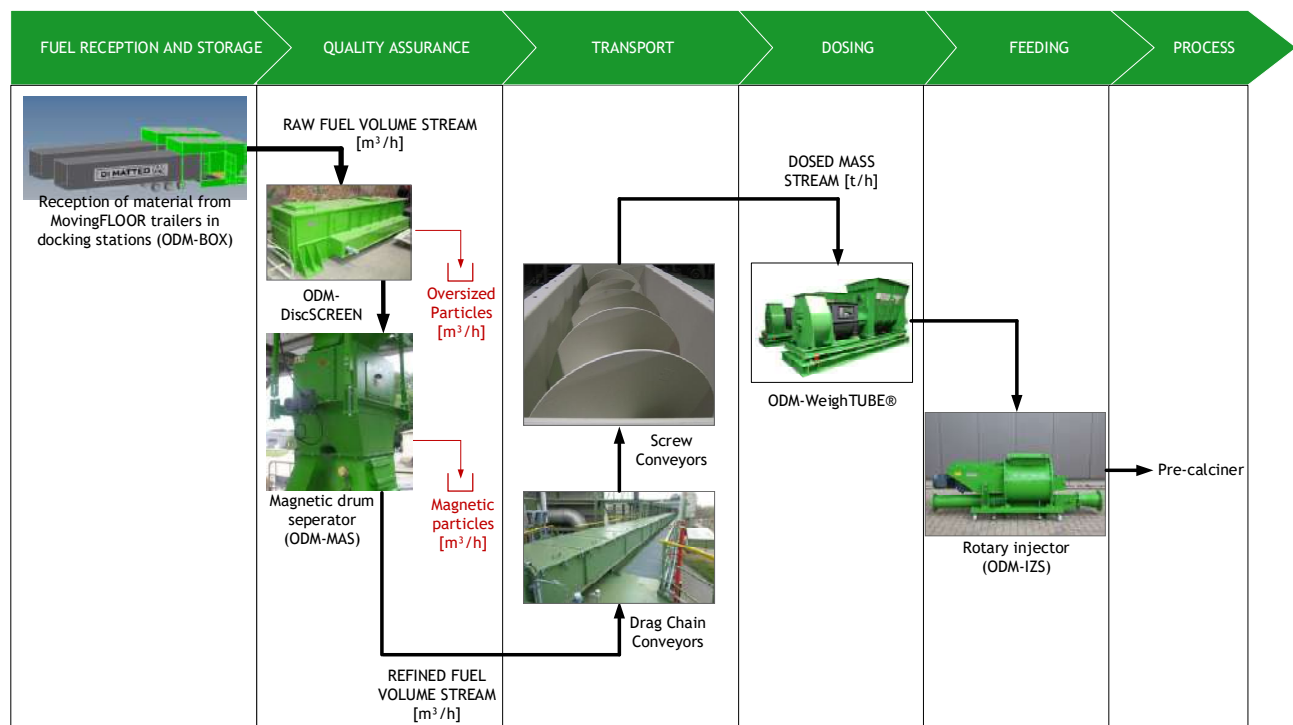 FUEL RECEPTION AND STORAGE
QUALITY ASSURANCE
TRANSPORT
DOSING
FEEDING
PROCESS
DI MATTEO
Reception of material from
MovingFLOOR trailers in
docking stations (ODM-BOX)
RAW FUEL VOLUME STREAM
[m³/h]
ODM-
DiscSCREEN
Oversized
Particles
[m³/h]
Magnetic drum
seperator
(ODM-MAS)
Magnetic
particles
[m³/h]
REFINED FUEL
VOLUME STREAM
[m³/h]
Screw
Conveyors
Drag Chain
Conveyors
DOSED MASS
STREAM [t/h]
ODM-WeighTUBE®
Rotary injector
(ODM-IZS)
Pre-calciner